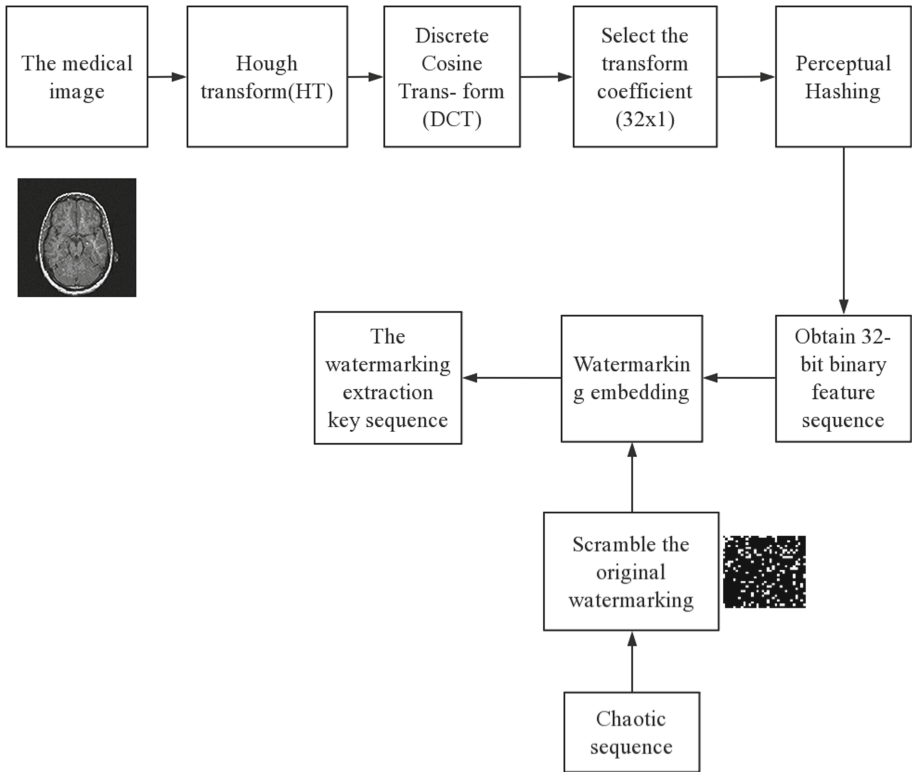 The medical
image
Hough
transform(HT)
Discrete
Cosine
Trans- form
(DCT)
Select the
transform
coefficient
(32x1)
Perceptual
Hashing
The
watermarking
extraction
key sequence
Watermarkin
g embedding
Obtain 32-
bit binary
feature
sequence
Scramble the
original
watermarking
Chaotic
sequence